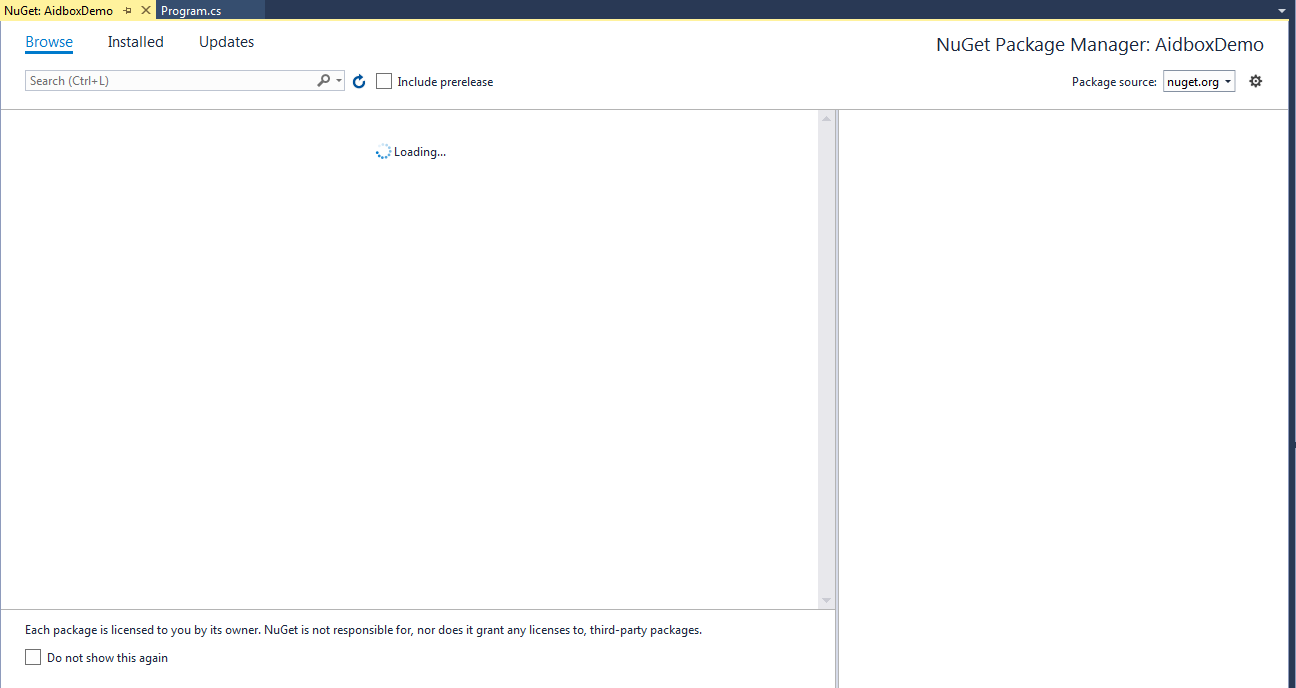 NuGet: AidboxDemo
Program.cs
Browse
Installed
Updates
NuGet Package Manager: AidboxDemo
Search (Ctrl+L)
Include prerelease
Package source: nuget.org
Loading...
Each package is licensed to you by its owner. NuGet is not responsible for, nor does it grant any licenses to, third-party packages.
Do not show this again